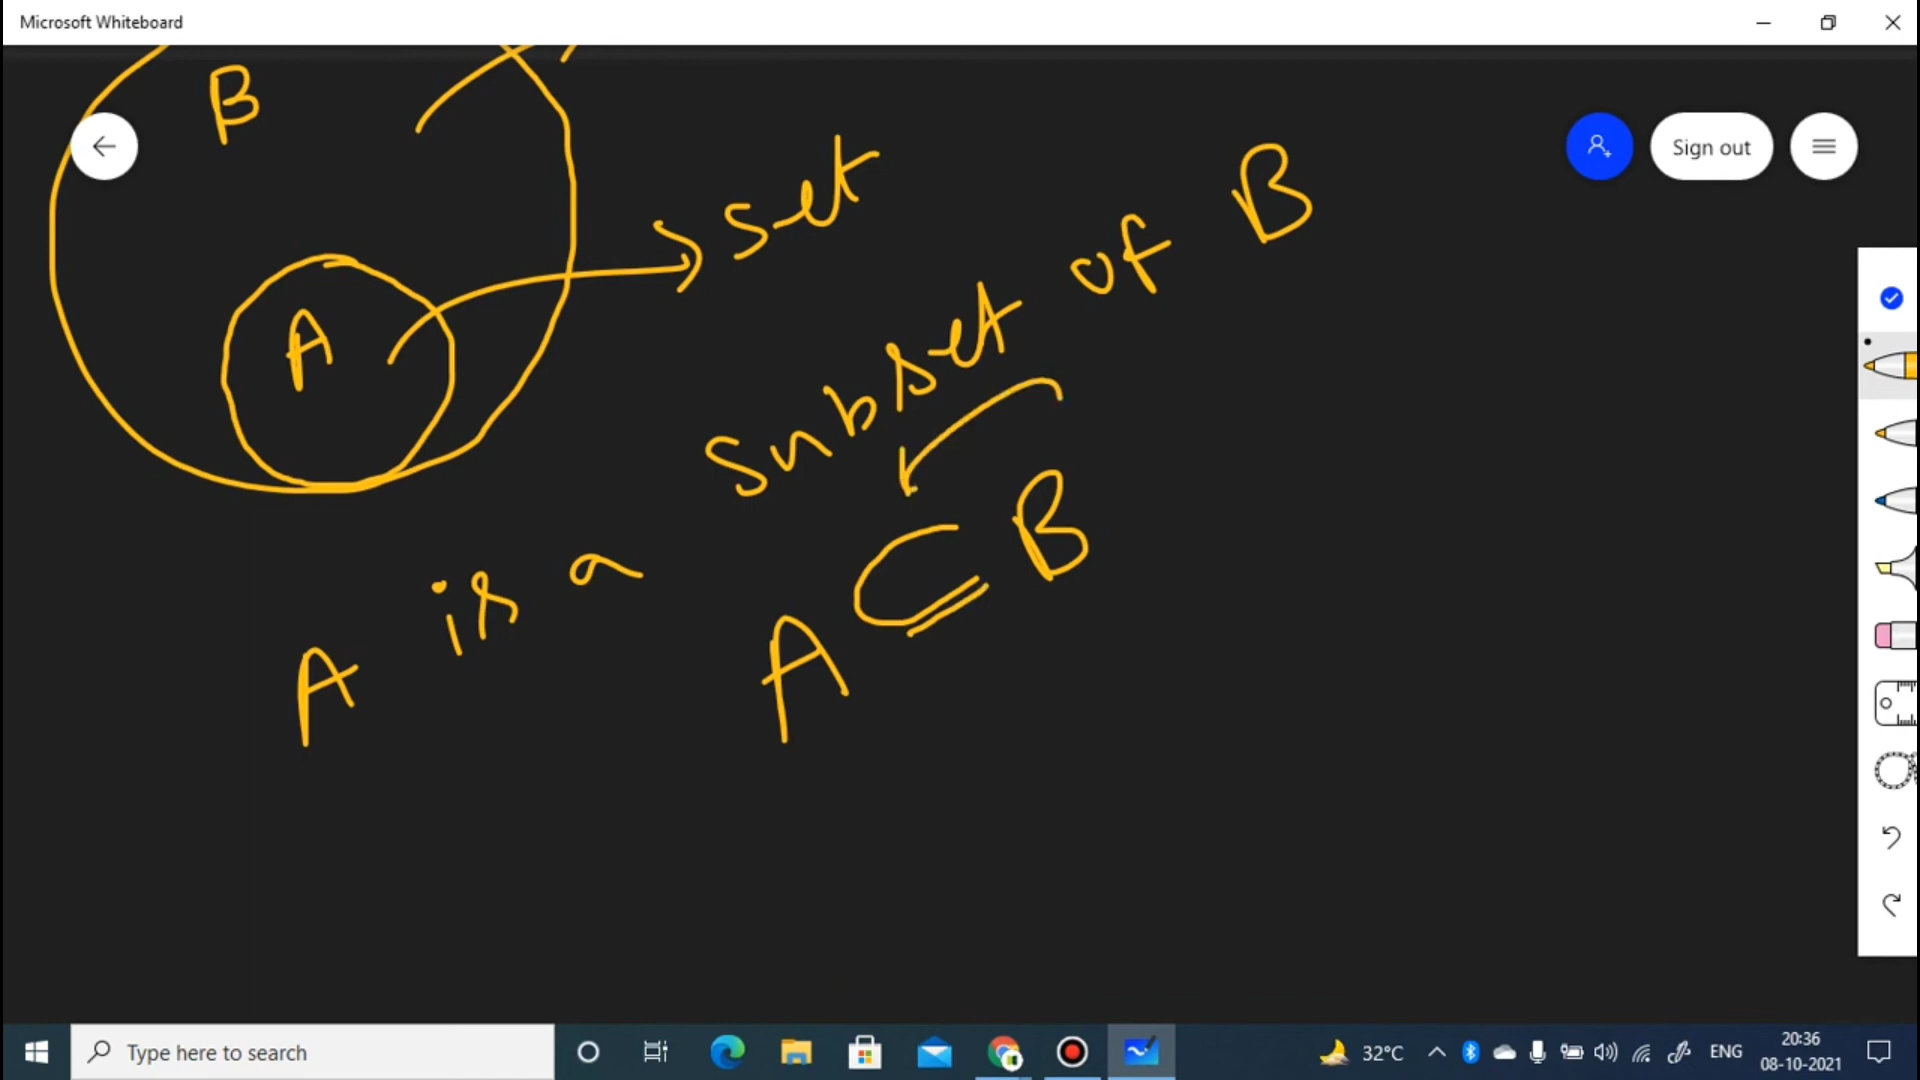 Microsoft Whiteboard
B
Sign out
set
A
A is a subset of B
A ⊆ B
Type here to search
32°C
ENG
20:36
08-10-2021